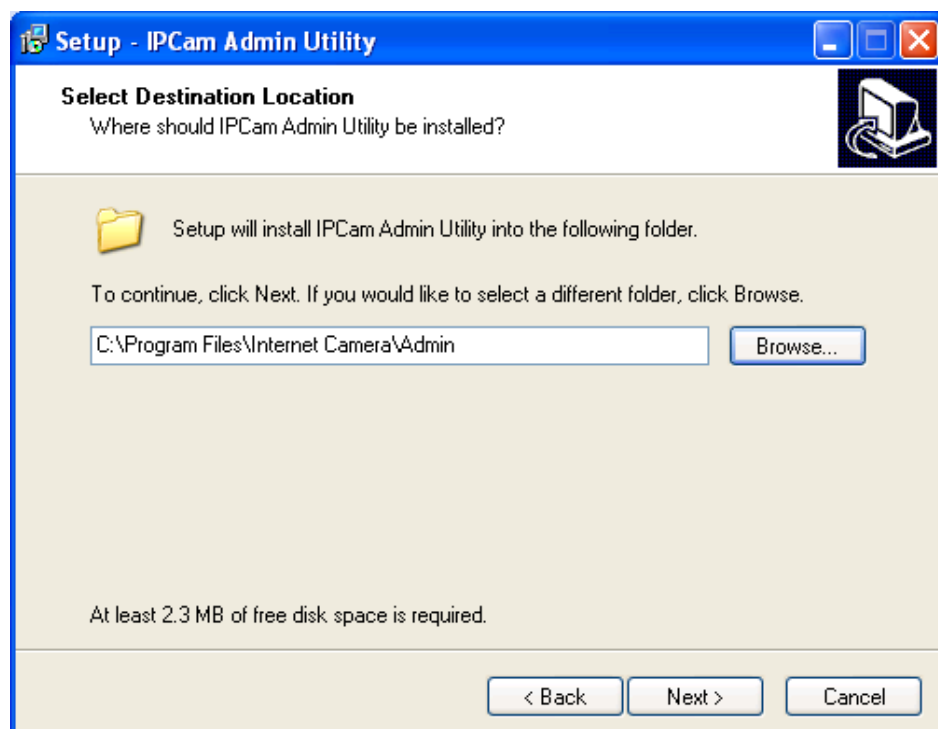 Setup - IPCam Admin Utility
Select Destination Location
Where should IPCam Admin Utility be installed?
Setup will install IPCam Admin Utility into the following folder.
To continue, click Next. If you would like to select a different folder, click Browse.
C:\Program Files\Internet Camera\Admin
Browse...
At least 2.3 MB of free disk space is required.
< Back Next > Cancel